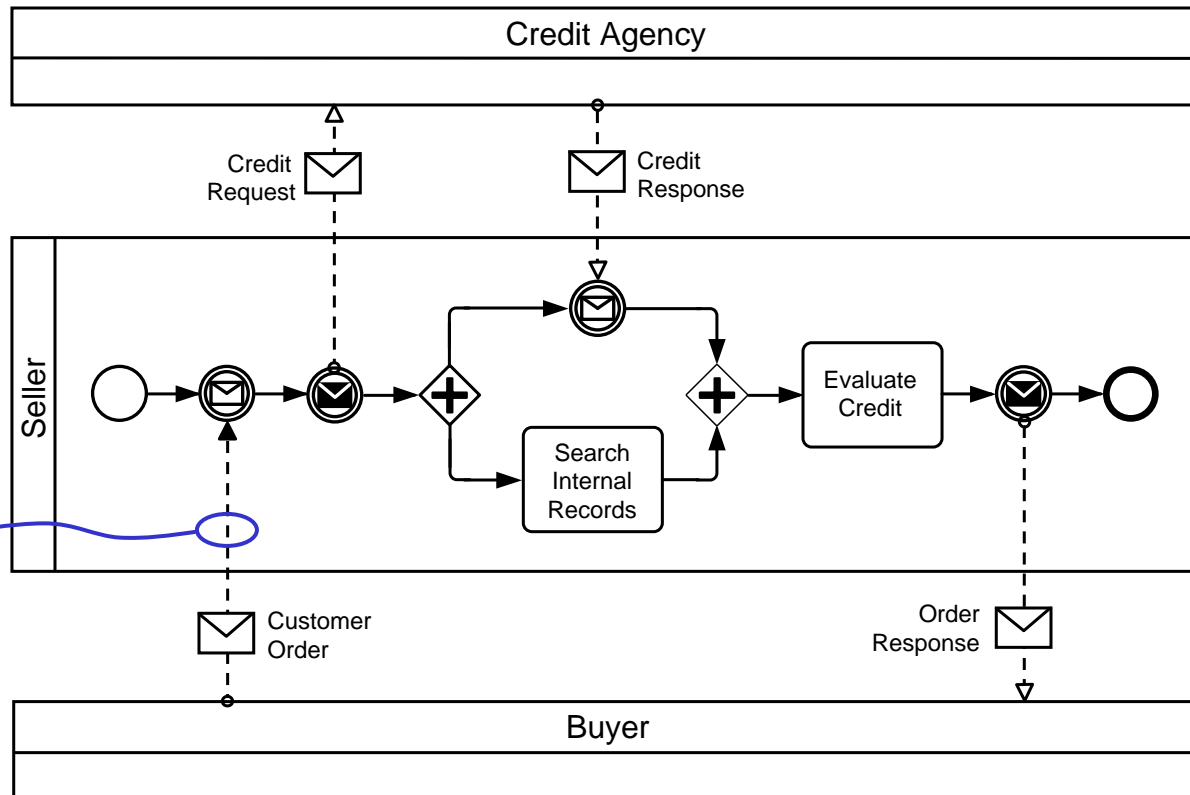 Credit Agency
Credit
Request
Credit
Response
Seller
Evaluate
Credit
Search
Internal
Records
Customer
Order
Order
Response
Buyer